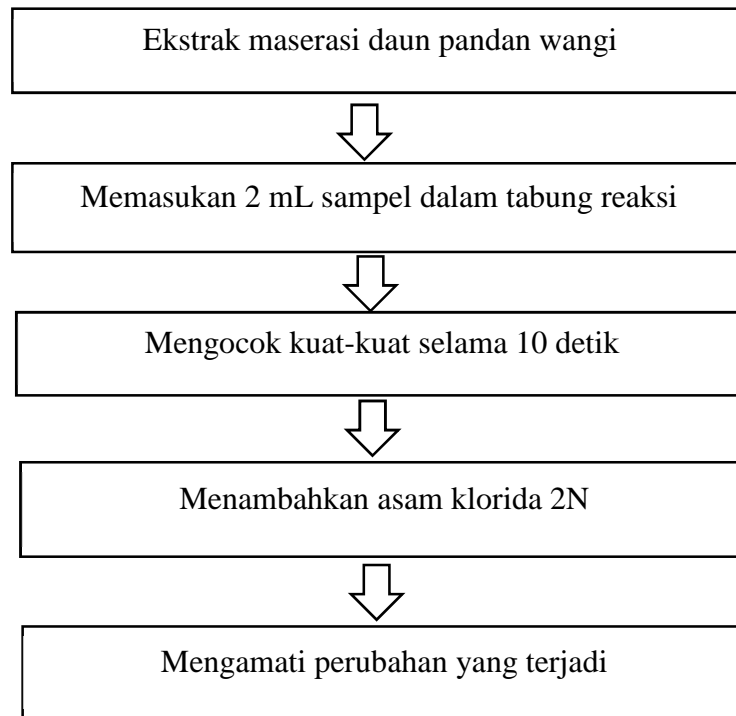 Ekstrak maserasi daun pandan wangi
Memasukan 2 mL sampel dalam tabung reaksi
Mengocok kuat-kuat selama 10 detik
Menambahkan asam klorida 2N
Mengamati perubahan yang terjadi